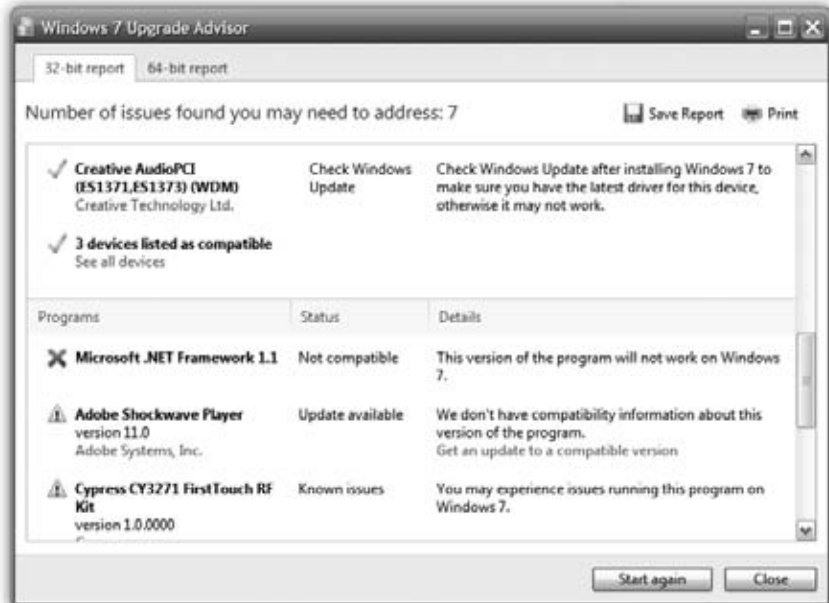 Windows 7 Upgrade Advisor
32-bit report 64-bit report
Number of issues found you may need to address: 7 Save Report Print
Creative AudioPCI Check Windows Check Windows Update after installing Windows 7 to
(ES1371,ES1373) (WDM) Update make sure you have the latest driver for this device,
Creative Technology Ltd. otherwise it may not work.
3 devices listed as compatible
See all devices
Programs Status Details
Microsoft .NET Framework 1.1 Not compatible This version of the program will not work on Windows
7.
Adobe Shockwave Player Update available We don't have compatibility information about this
version 11.0 version of the program.
Adobe Systems, Inc. Get an update to a compatible version
Cypress CY3271 FirstTouch RF Known issues You may experience issues running this program on
Kit Windows 7.
version 1.0.0000
Start again Close